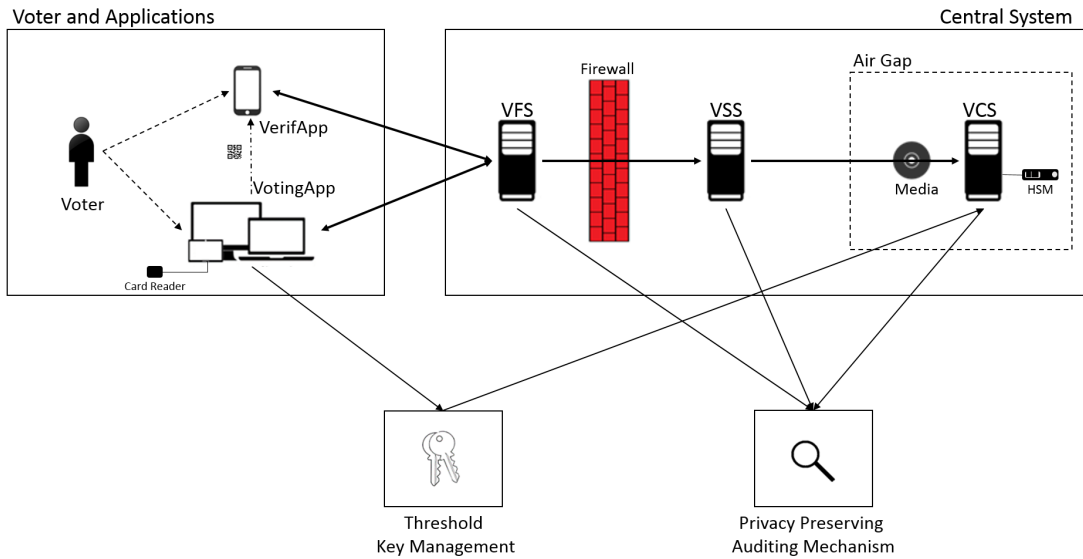 Voter and Applications
Central System
Air Gap
Firewall
VFS
VSS
VCS
VerifApp
VotingApp
Voter
Media
HSM
Card Reader
Threshold
Key Management
Privacy Preserving
Auditing Mechanism